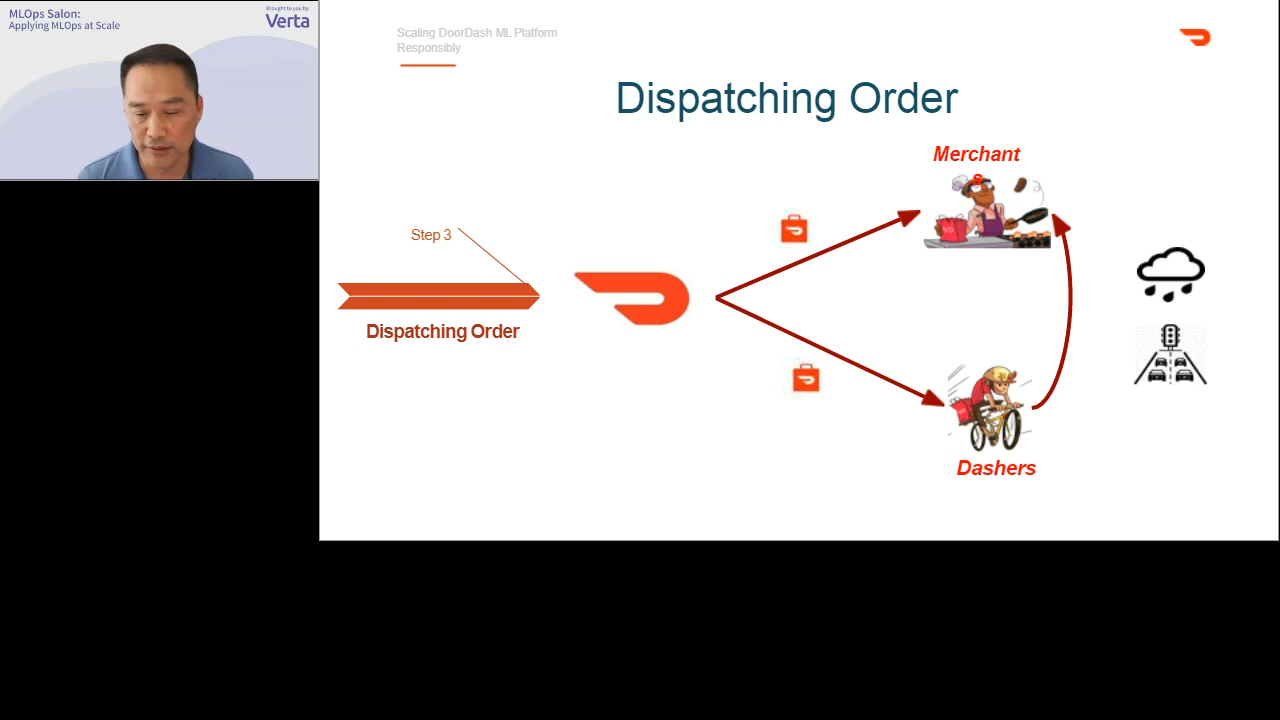 MLOps Salon:
Applying MLOps at Scale
Brought to you by
Verta
Scaling DoorDash ML Platform
Responsibly
Dispatching Order
Merchant
s
Step 3
Dispatching Order
Dashers